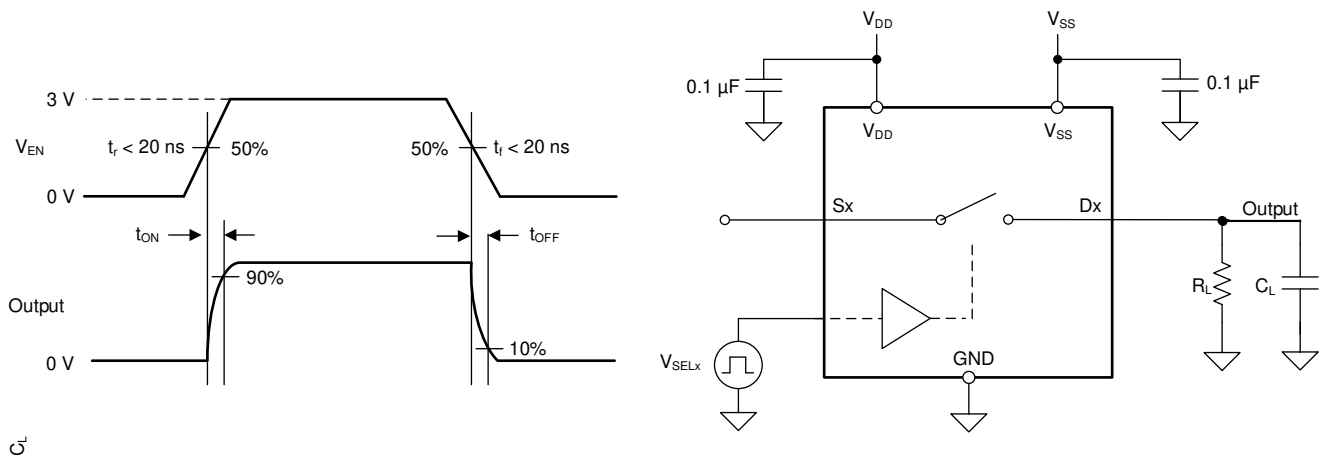 3 V
V_EN
t_r < 20 ns
50%
50%
t_f < 20 ns
0 V
t_ON
t_OFF
90%
Output
10%
0 V
C_L
V_DD
V_SS
0.1 µF
0.1 µF
V_DD
V_SS
Sx
Dx
Output
R_L
C_L
V_SELx
GND